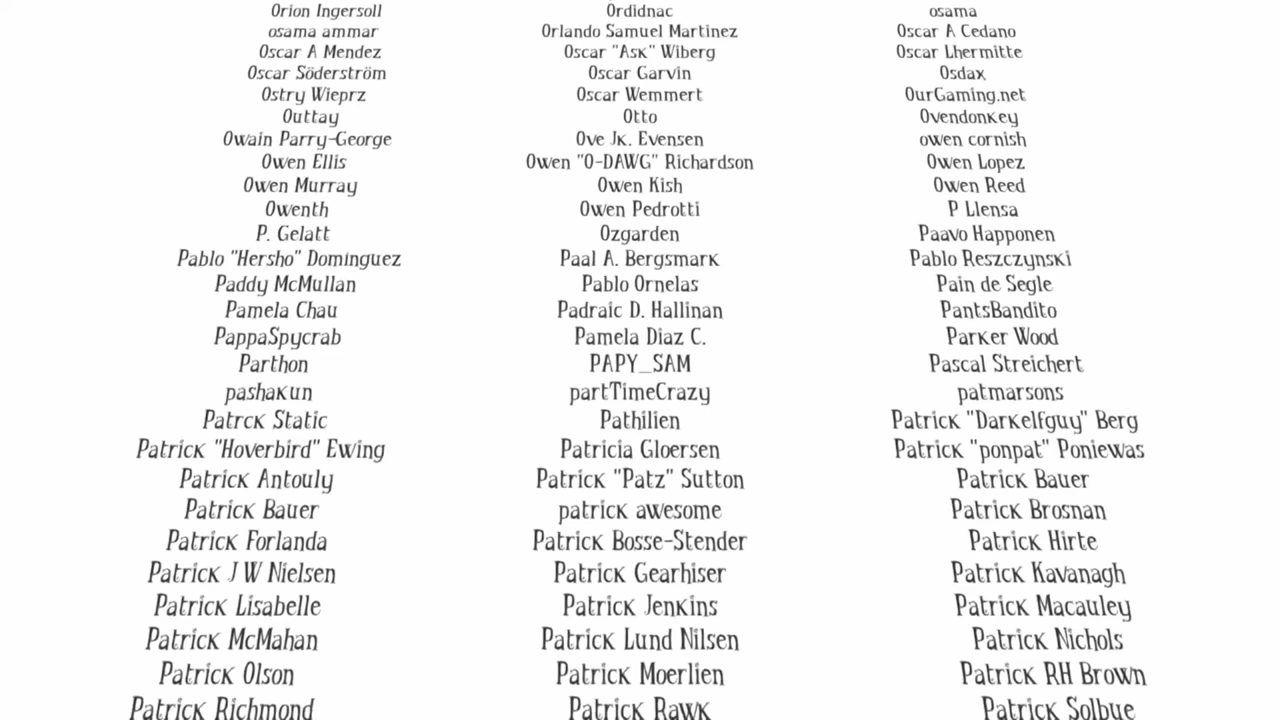 Orion Ingersoll Ordidnac osama
osama ammar Orlando Samuel Martinez Oscar A Cedano
Oscar A Mendez Oscar "Ask" Wiberg Oscar Lhermitte
Oscar Söderström Oscar Garvin Osdax
Ostry Wieprz Oscar Wemmert OurGaming.net
Outtay Otto Ovendonkey
Owain Parry-George Ove Jk. Evensen owen cornish
Owen Ellis Owen "O-DAWG" Richardson Owen Lopez
Owen Murray Owen Kish Owen Reed
Owenth Owen Pedrotti P Llensa
P. Gelatt Ozgarden Paavo Happonen
Pablo "Hersho" Dominguez Paal A. Bergsmark Pablo Reszczynski
Paddy McMullan Pablo Ornelas Pain de Segle
Pamela Chau Padraic D. Hallinan PantsBandito
PappaSpycrab Pamela Diaz C. Parker Wood
Parthon PAPY_SAM Pascal Streichert
pashakun partTimeCrazy patmarsons
Patrck Static Pathilien Patrick "Darkelfguy" Berg
Patrick "Hoverbird" Ewing Patricia Gloersen Patrick "ponpat" Poniewas
Patrick Antouly Patrick "Patz" Sutton Patrick Bauer
Patrick Bauer patrick awesome Patrick Brosnan
Patrick Forlanda Patrick Bosse-Stender Patrick Hirte
Patrick J W Nielsen Patrick Gearhiser Patrick Kavanagh
Patrick Lisabelle Patrick Jenkins Patrick Macauley
Patrick McMahan Patrick Lund Nilsen Patrick Nichols
Patrick Olson Patrick Moerlien Patrick RH Brown
Patrick Richmond Patrick Rawk Patrick Solbue